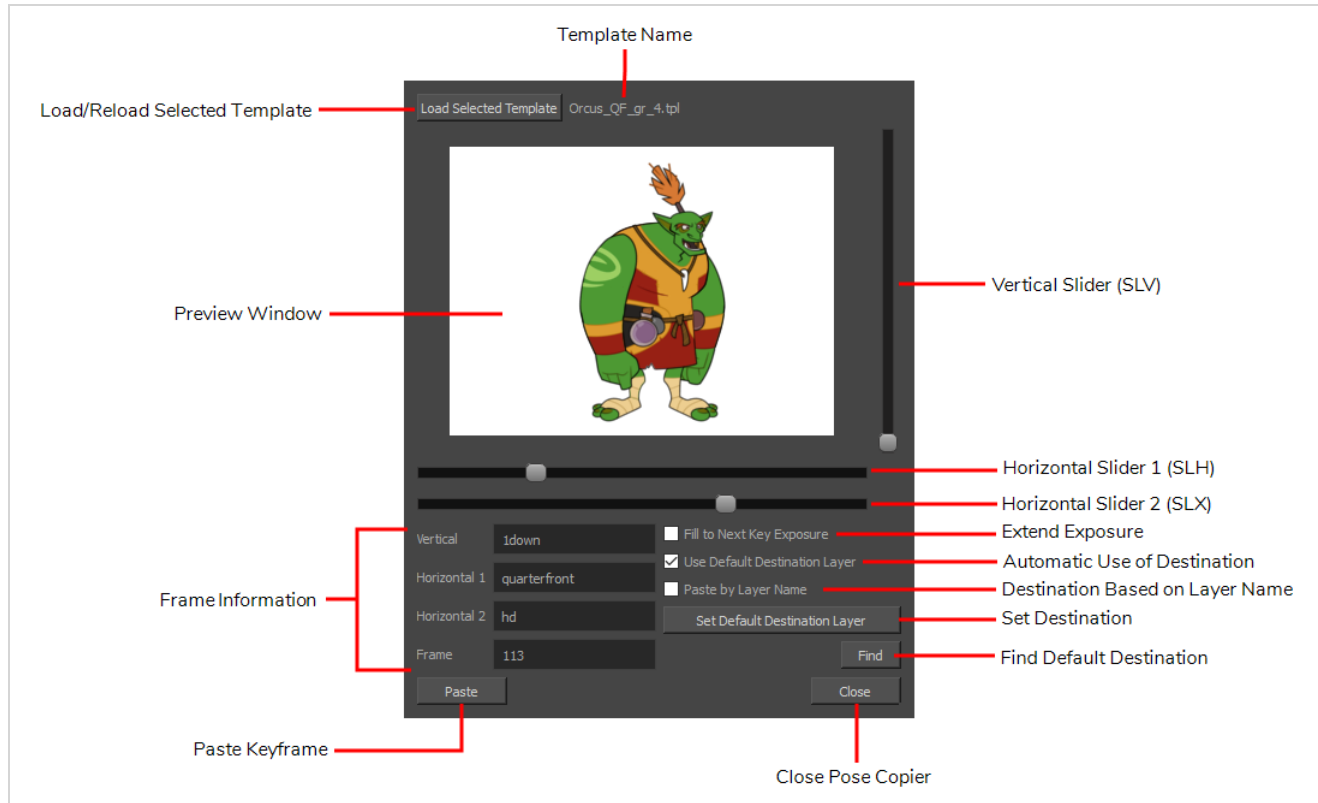 Template Name
Load/Reload Selected Template
Load Selected Template
Orcus_QF_gr_4.tpl
Preview Window
Vertical Slider (SLV)
Horizontal Slider 1 (SLH)
Horizontal Slider 2 (SLX)
Vertical
1down
Fill to Next Key Exposure
Extend Exposure
Use Default Destination Layer
Automatic Use of Destination
Horizontal 1
quarterfront
Paste by Layer Name
Destination Based on Layer Name
Frame Information
Horizontal 2
hd
Set Default Destination Layer
Set Destination
Frame
113
Find
Find Default Destination
Paste
Close
Paste Keyframe
Close Pose Copier